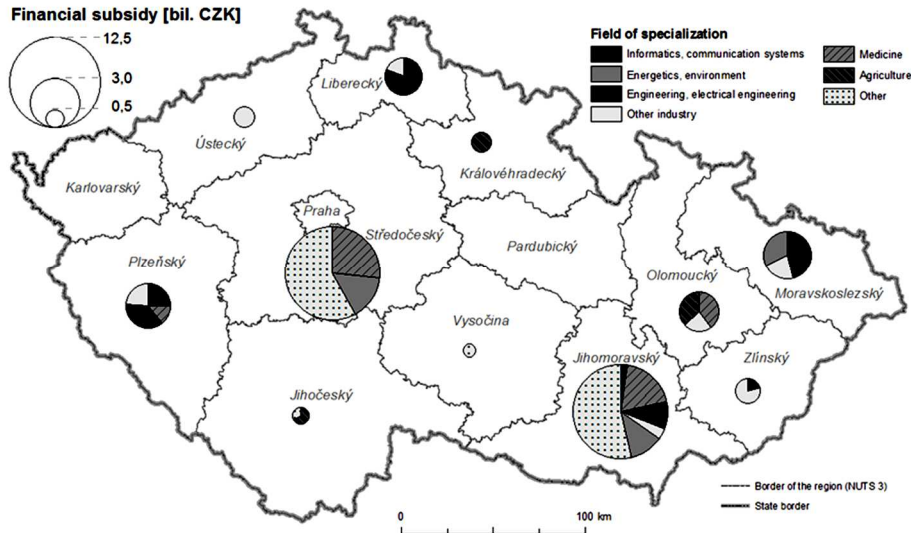 Financial subsidy [bil. CZK]
12,5
3,0
0,5
Field of specialization
Informatics, communication systems
Energetics, environment
Engineering, electrical engineering
Other industry
Medicine
Agriculture
Other
Liberecký
Ústecký
Karlovarský
Královéhradecký
Praha
Středočeský
Pardubický
Plzeňský
Olomoucký
Moravskoslezský
Vysočina
Jihomoravský
Zlínský
Jihočeský
Border of the region (NUTS 3)
State border
0
100 km